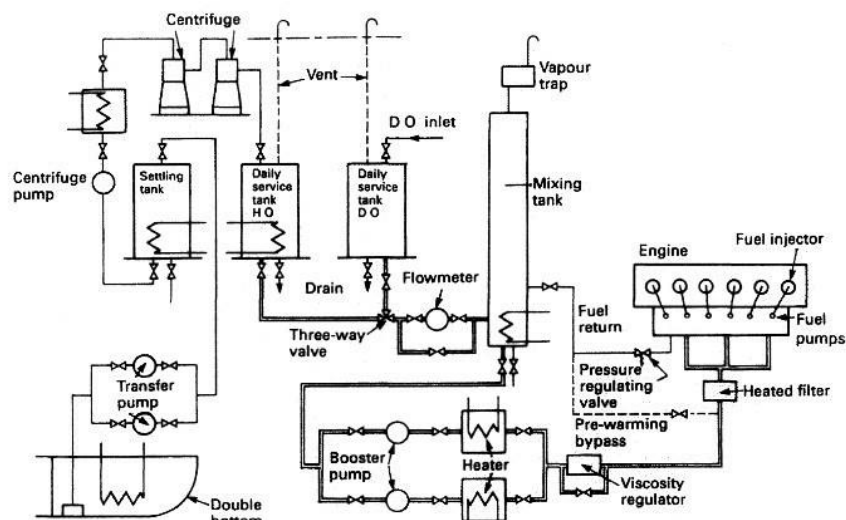 Centrifuge
Vapour
trap
Vent
D O inlet
Centrifuge
pump
Settling
tank
Daily
service
tank
H O
Daily
service
tank
D O
Mixing
tank
Engine
Fuel injector
Drain
Flowmeter
Three-way
valve
Fuel
return
Fuel
pumps
Pressure
regulating
valve
Heated filter
Transfer
pump
Pre-warming
bypass
Booster
pump
Heater
Viscosity
regulator
Double